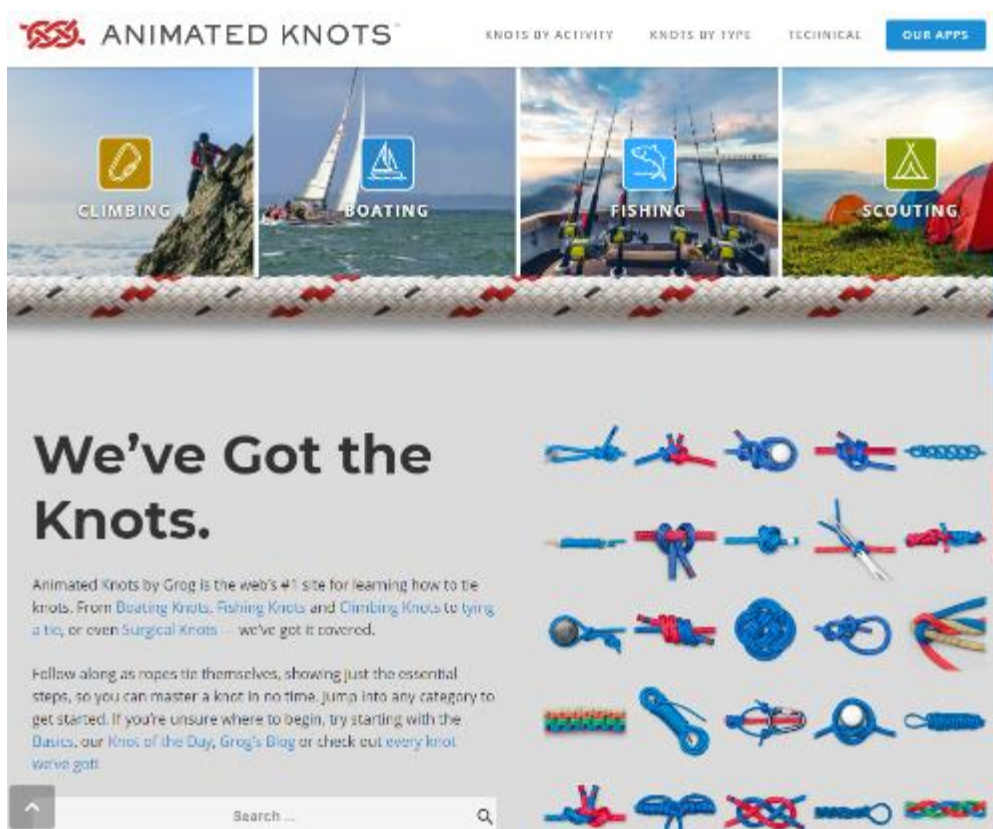 ANIMATED KNOTS™
KNOTS BY ACTIVITY
KNOTS BY TYPE
TECHNICAL
OUR APPS
CLIMBING
BOATING
FISHING
SCOUTING
We've Got the
Knots.
Animated Knots by Grog is the web's #1 site for learning how to tie
knots. From Boating Knots, Fishing Knots and Climbing Knots to tying
a tie, or even Surgical Knots — we've got it covered.
Follow along as ropes tie themselves, showing just the essential
steps, so you can master a knot in no time. Jump into any category to
get started. If you're unsure where to begin, try starting with the
Basics, our Knot of the Day, Grog's Blog or check out every knot
we've got!
Search ...